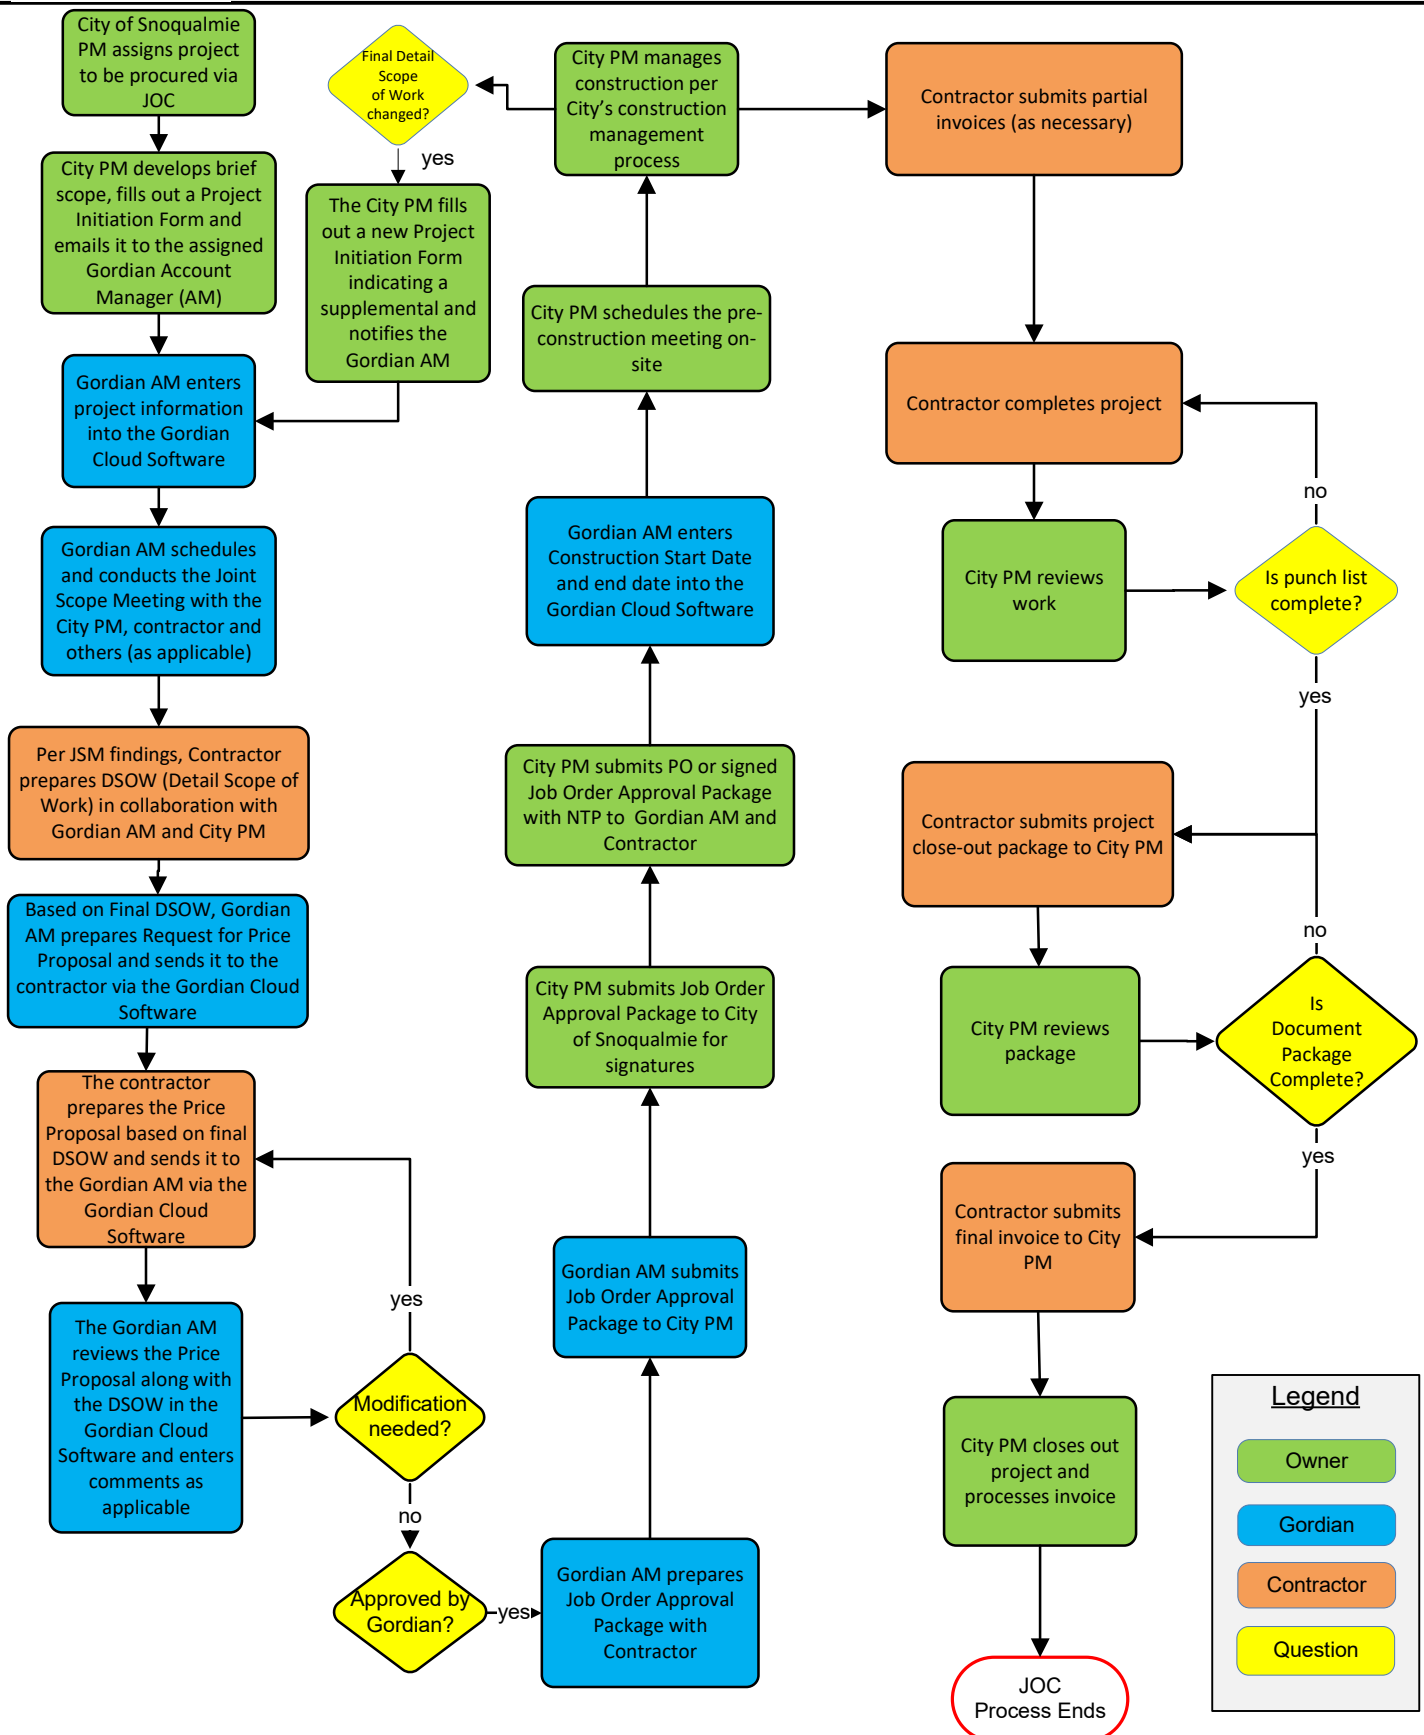 City of Snoqualmie
PM assigns project
to be procured via
JOC
City PM develops brief
scope, fills out a Project
Initiation Form and
emails it to the assigned
Gordian Account
Manager (AM)
Gordian AM enters
project information
into the Gordian
Cloud Software
Gordian AM schedules
and conducts the Joint
Scope Meeting with the
City PM, contractor and
others (as applicable)
Per JSM findings, Contractor
prepares DSOW (Detail Scope of
Work) in collaboration with
Gordian AM and City PM
Based on Final DSOW, Gordian
AM prepares Request for Price
Proposal and sends it to the
contractor via the Gordian Cloud
Software
The contractor
prepares the Price
Proposal based on final
DSOW and sends it to
the Gordian AM via the
Gordian Cloud
Software
The Gordian AM
reviews the Price
Proposal along with
the DSOW in the
Gordian Cloud
Software and enters
comments as
applicable
Final Detail
Scope
of Work
changed?
yes
The City PM fills
out a new Project
Initiation Form
indicating a
supplemental and
notifies the
Gordian AM
yes
Modification
needed?
no
Approved by
Gordian?
yes
City PM manages
construction per
City’s construction
management
process
City PM schedules the pre-
construction meeting on-
site
Gordian AM enters
Construction Start Date
and end date into the
Gordian Cloud Software
City PM submits PO or signed
Job Order Approval Package
with NTP to Gordian AM and
Contractor
City PM submits Job Order
Approval Package to City
of Snoqualmie for
signatures
Gordian AM submits
Job Order Approval
Package to City PM
Gordian AM prepares
Job Order Approval
Package with
Contractor
Contractor submits partial
invoices (as necessary)
Contractor completes project
no
City PM reviews
work
Is punch list
complete?
yes
Contractor submits project
close-out package to City PM
no
City PM reviews
package
Is
Document
Package
Complete?
yes
Contractor submits
final invoice to City
PM
City PM closes out
project and
processes invoice
JOC
Process Ends
Legend
Owner
Gordian
Contractor
Question